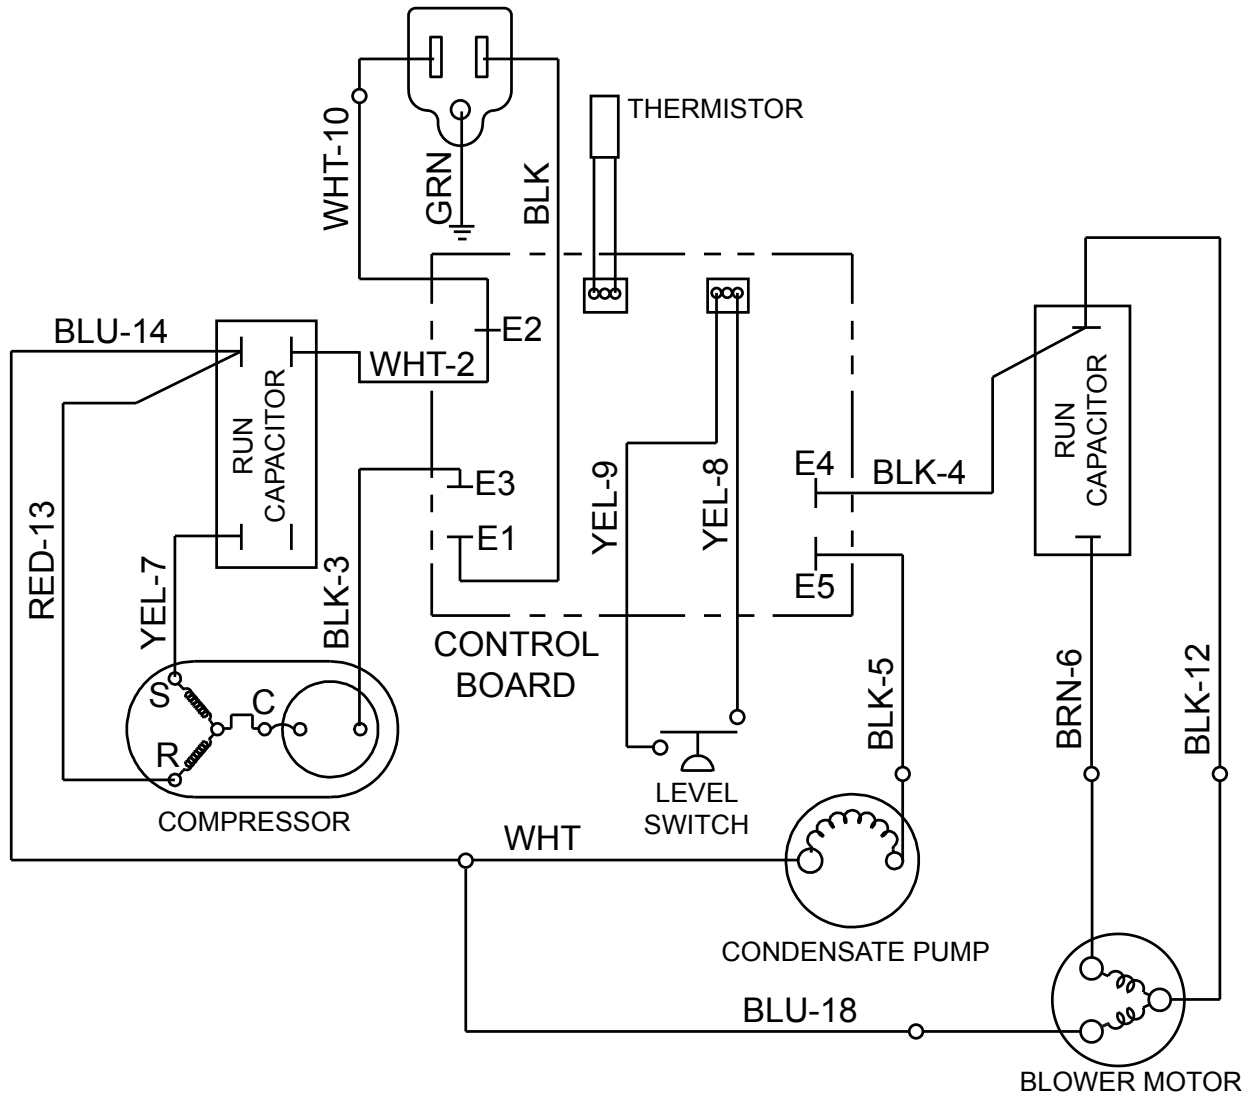 THERMISTOR
WHT-10
GRN
BLK
BLU-14
E2
WHT-2
RUN
CAPACITOR
RUN
CAPACITOR
E3
E1
E4
BLK-4
E5
YEL-9
YEL-8
RED-13
YEL-7
BLK-3
CONTROL
BOARD
BLK-5
BRN-6
BLK-12
S
C
R
COMPRESSOR
LEVEL
SWITCH
WHT
CONDENSATE PUMP
BLU-18
BLOWER MOTOR